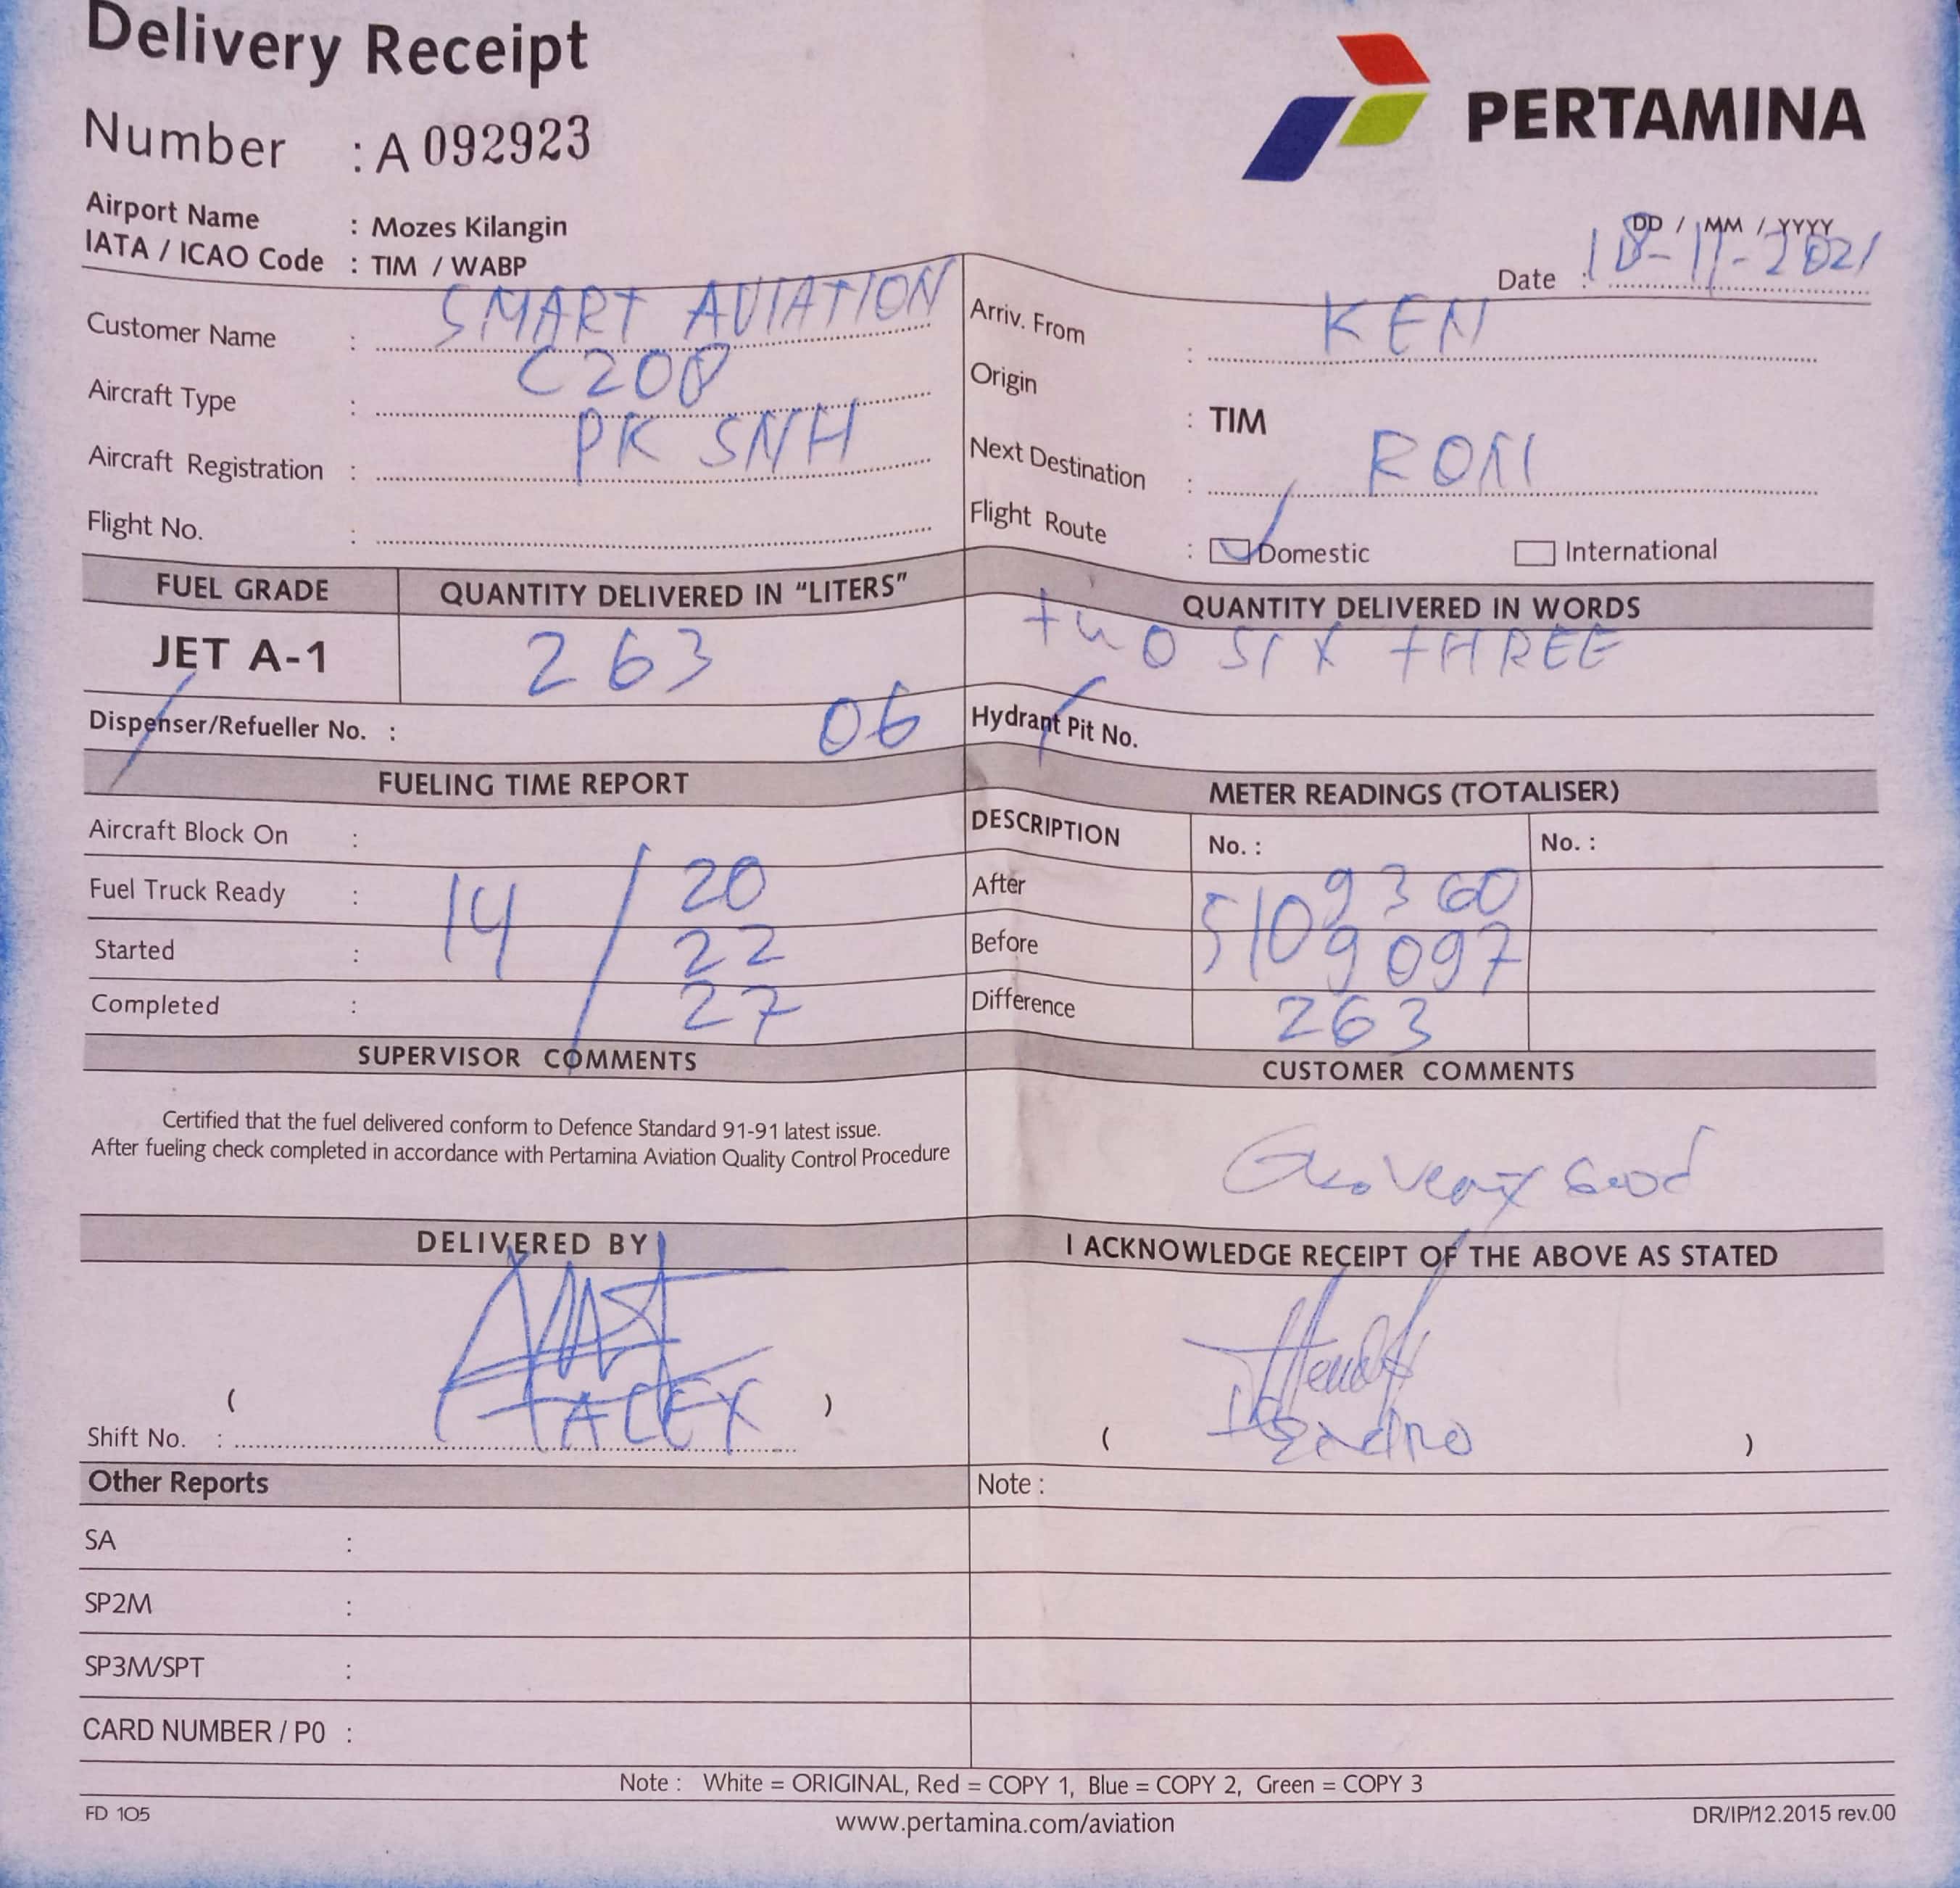 Delivery Receipt
PERTAMINA
Number : A 092923
Airport Name : Mozes Kilangin
IATA / ICAO Code : TIM / WABP
DD / MM / YYYY
Date : 18-11-2021
Customer Name : SMART AVIATION
Aircraft Type : C208
Aircraft Registration : PK SNH
Flight No. :
Arriv. From : KEN
Origin : TIM
Next Destination :
Flight Route : Domestic International
FUEL GRADE QUANTITY DELIVERED IN "LITERS" QUANTITY DELIVERED IN WORDS
JET A-1 263 two SIX tHREE
Dispenser/Refueller No. : 06 Hydrant Pit No.
FUELING TIME REPORT
Aircraft Block On :
Fuel Truck Ready : 14 / 20
Started : 22
Completed : 27
METER READINGS (TOTALISER)
DESCRIPTION No. : No. :
After 5109360
Before 9097
Difference 263
SUPERVISOR COMMENTS
Certified that the fuel delivered conform to Defence Standard 91-91 latest issue.
After fueling check completed in accordance with Pertamina Aviation Quality Control Procedure
CUSTOMER COMMENTS
Good
DELIVERED BY
( ALEX )
Shift No. :
I ACKNOWLEDGE RECEIPT OF THE ABOVE AS STATED
( )
Other Reports
Note :
SA :
SP2M :
SP3M/SPT :
CARD NUMBER / P0 :
Note : White = ORIGINAL, Red = COPY 1, Blue = COPY 2, Green = COPY 3
FD 105
www.pertamina.com/aviation
DR/IP/12.2015 rev.00